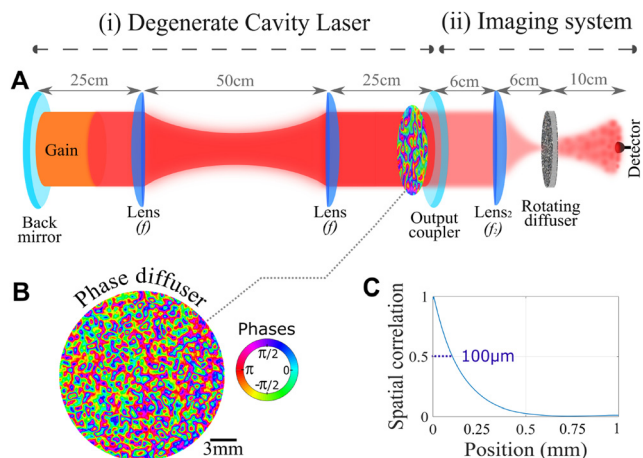 (i) Degenerate Cavity Laser
(ii) Imaging system
A
25cm
50cm
25cm
6cm
6cm
10cm
Gain
Detector
Back
mirror
Lens
(f)
Lens
(f)
Output
coupler
Lens₂
(f₂)
Rotating
diffuser
B
Phase diffuser
Phases
π/2
π
0
-π/2
3mm
C
Spatial correlation
1
0.5
0
100μm
0
0.25
0.5
0.75
1
Position (mm)